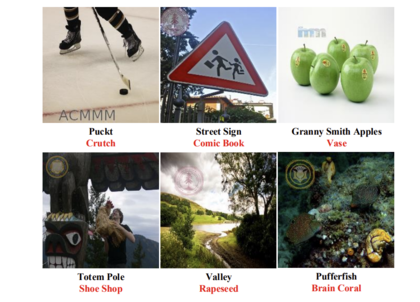 ACMMM
Puckt
Crutch
Street Sign
Comic Book
Granny Smith Apples
Vase
Totem Pole
Shoe Shop
Valley
Rapeseed
Pufferfish
Brain Coral